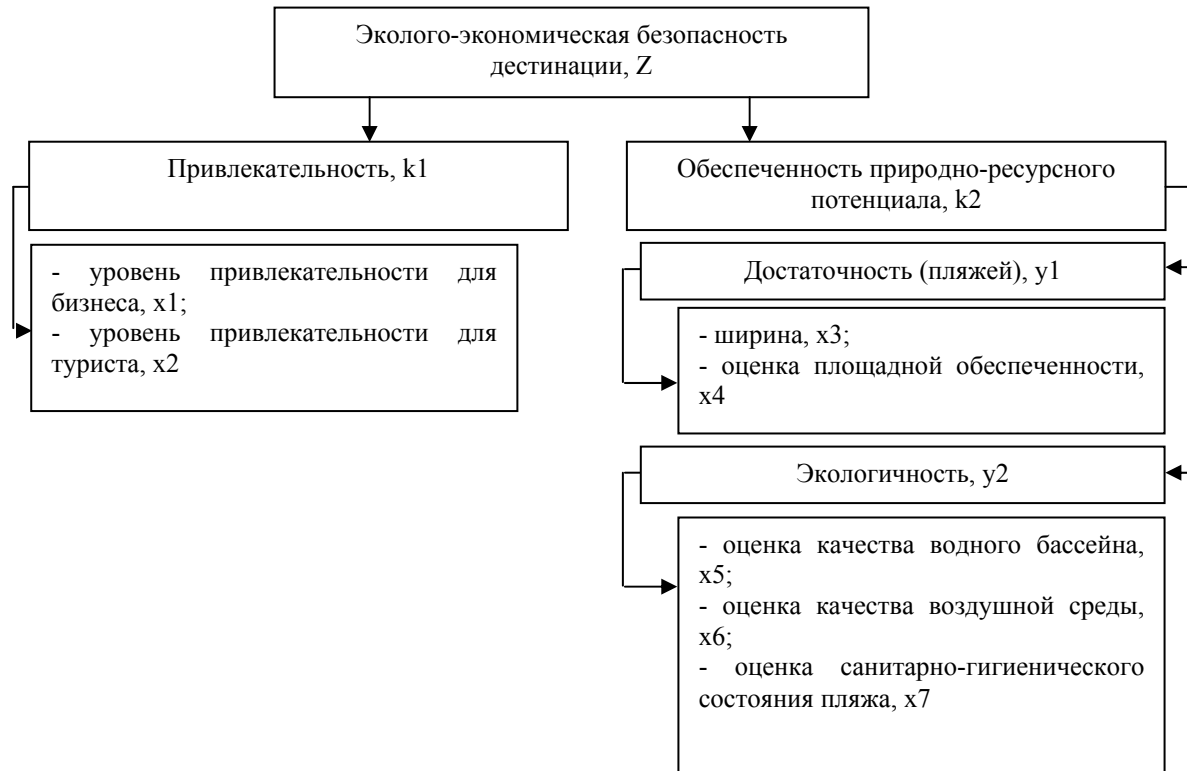 Эколого-экономическая безопасность
дестинации, Z
Привлекательность, k1
Обеспеченность природно-ресурсного
потенциала, k2
- уровень привлекательности для
бизнеса, x1;
- уровень привлекательности для
туриста, x2
Достаточность (пляжей), y1
- ширина, x3;
- оценка площадной обеспеченности,
x4
Экологичность, y2
- оценка качества водного бассейна,
x5;
- оценка качества воздушной среды,
x6;
- оценка санитарно-гигиенического
состояния пляжа, x7